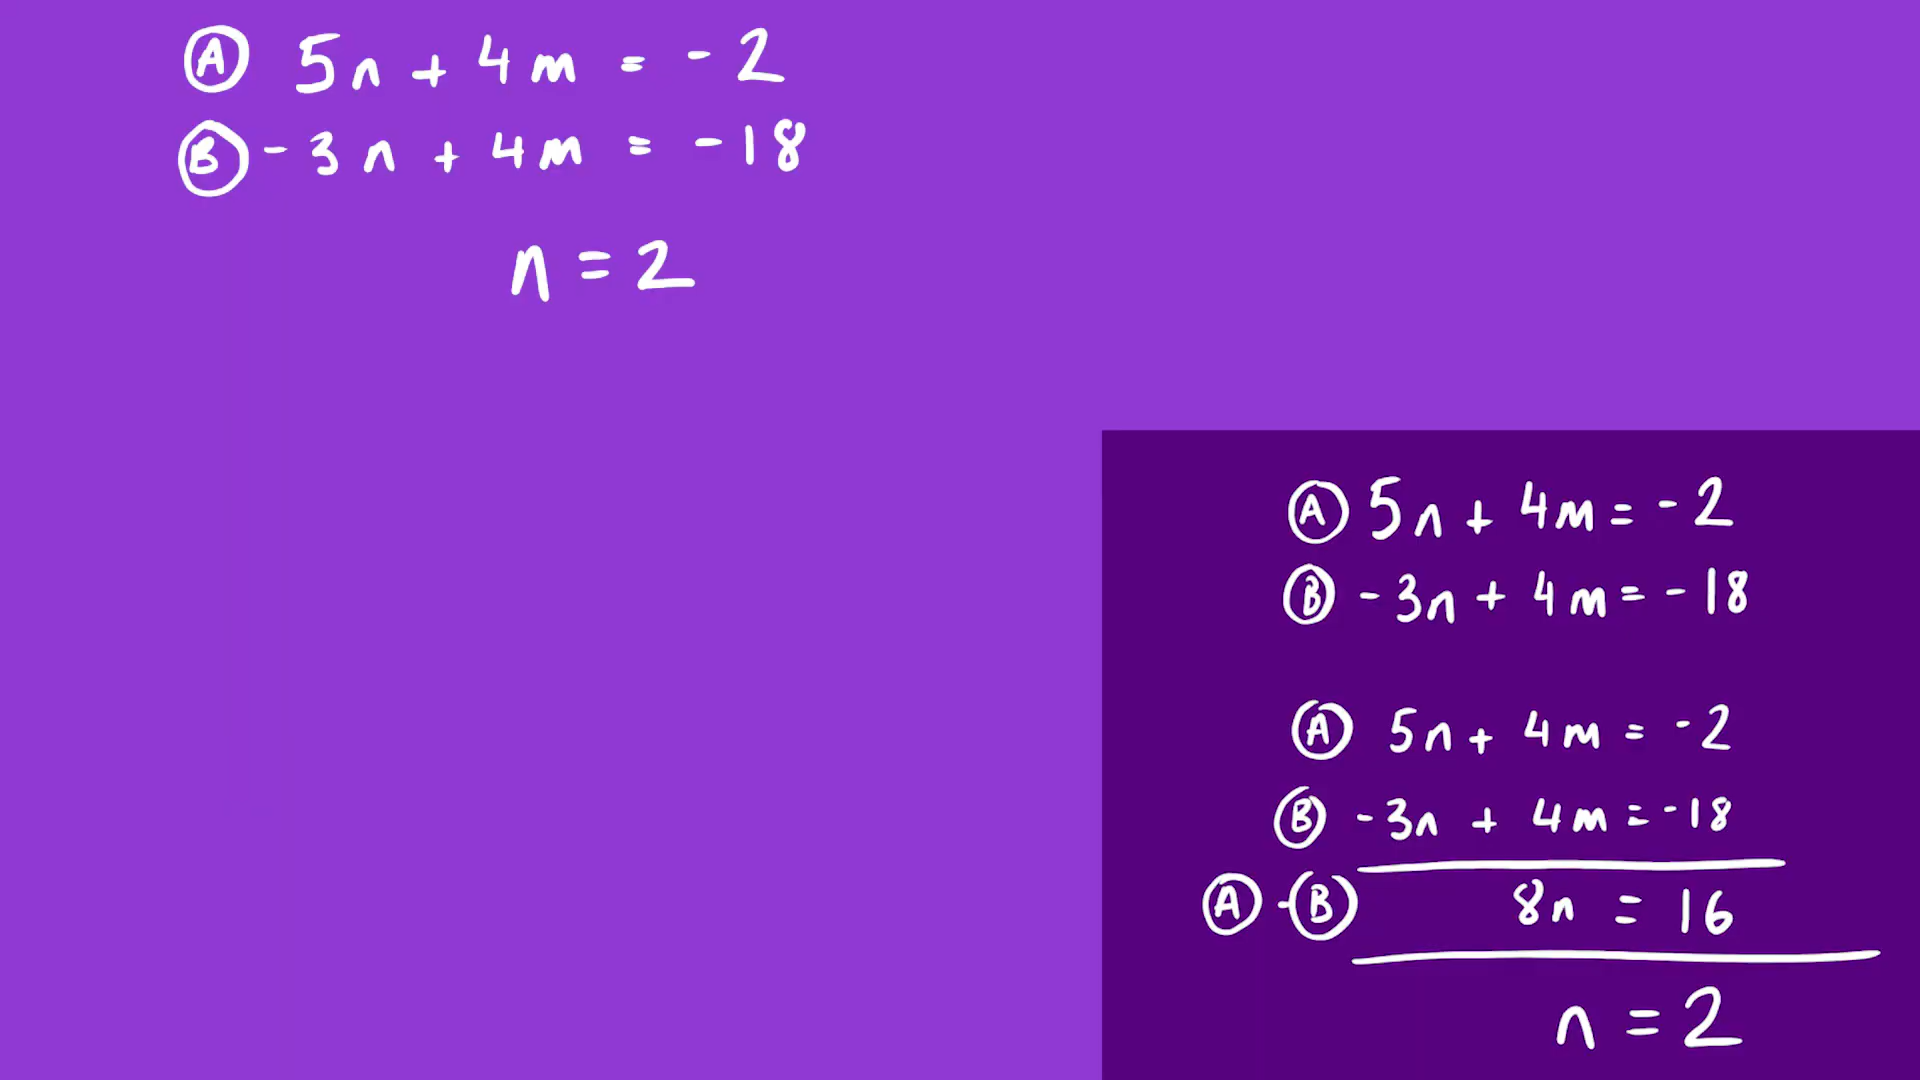 Ⓐ 5n + 4m = -2
Ⓑ -3n + 4m = -18
n = 2
Ⓐ 5n + 4m = -2
Ⓑ -3n + 4m = -18
Ⓐ 5n + 4m = -2
Ⓑ -3n + 4m = -18
Ⓐ - Ⓑ 8n = 16
n = 2